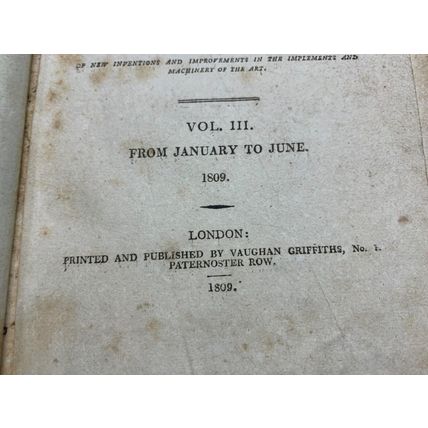 OF NEW INVENTIONS AND IMPROVEMENTS IN THE IMPLEMENTS AND
MACHINERY OF THE ART.
VOL. III.
FROM JANUARY TO JUNE.
1809.
LONDON:
PRINTED AND PUBLISHED BY VAUGHAN GRIFFITHS, No. 1.
PATERNOSTER ROW.
1809.